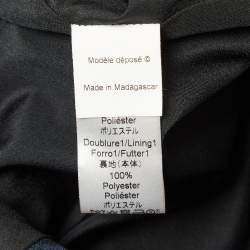 Modèle déposé ©
Made in Madagascar
Poliéster
ポリエステル
Doublure1/Lining1
Forro1/Futter1
裏地(本体)
100%
Polyester
Poliéster